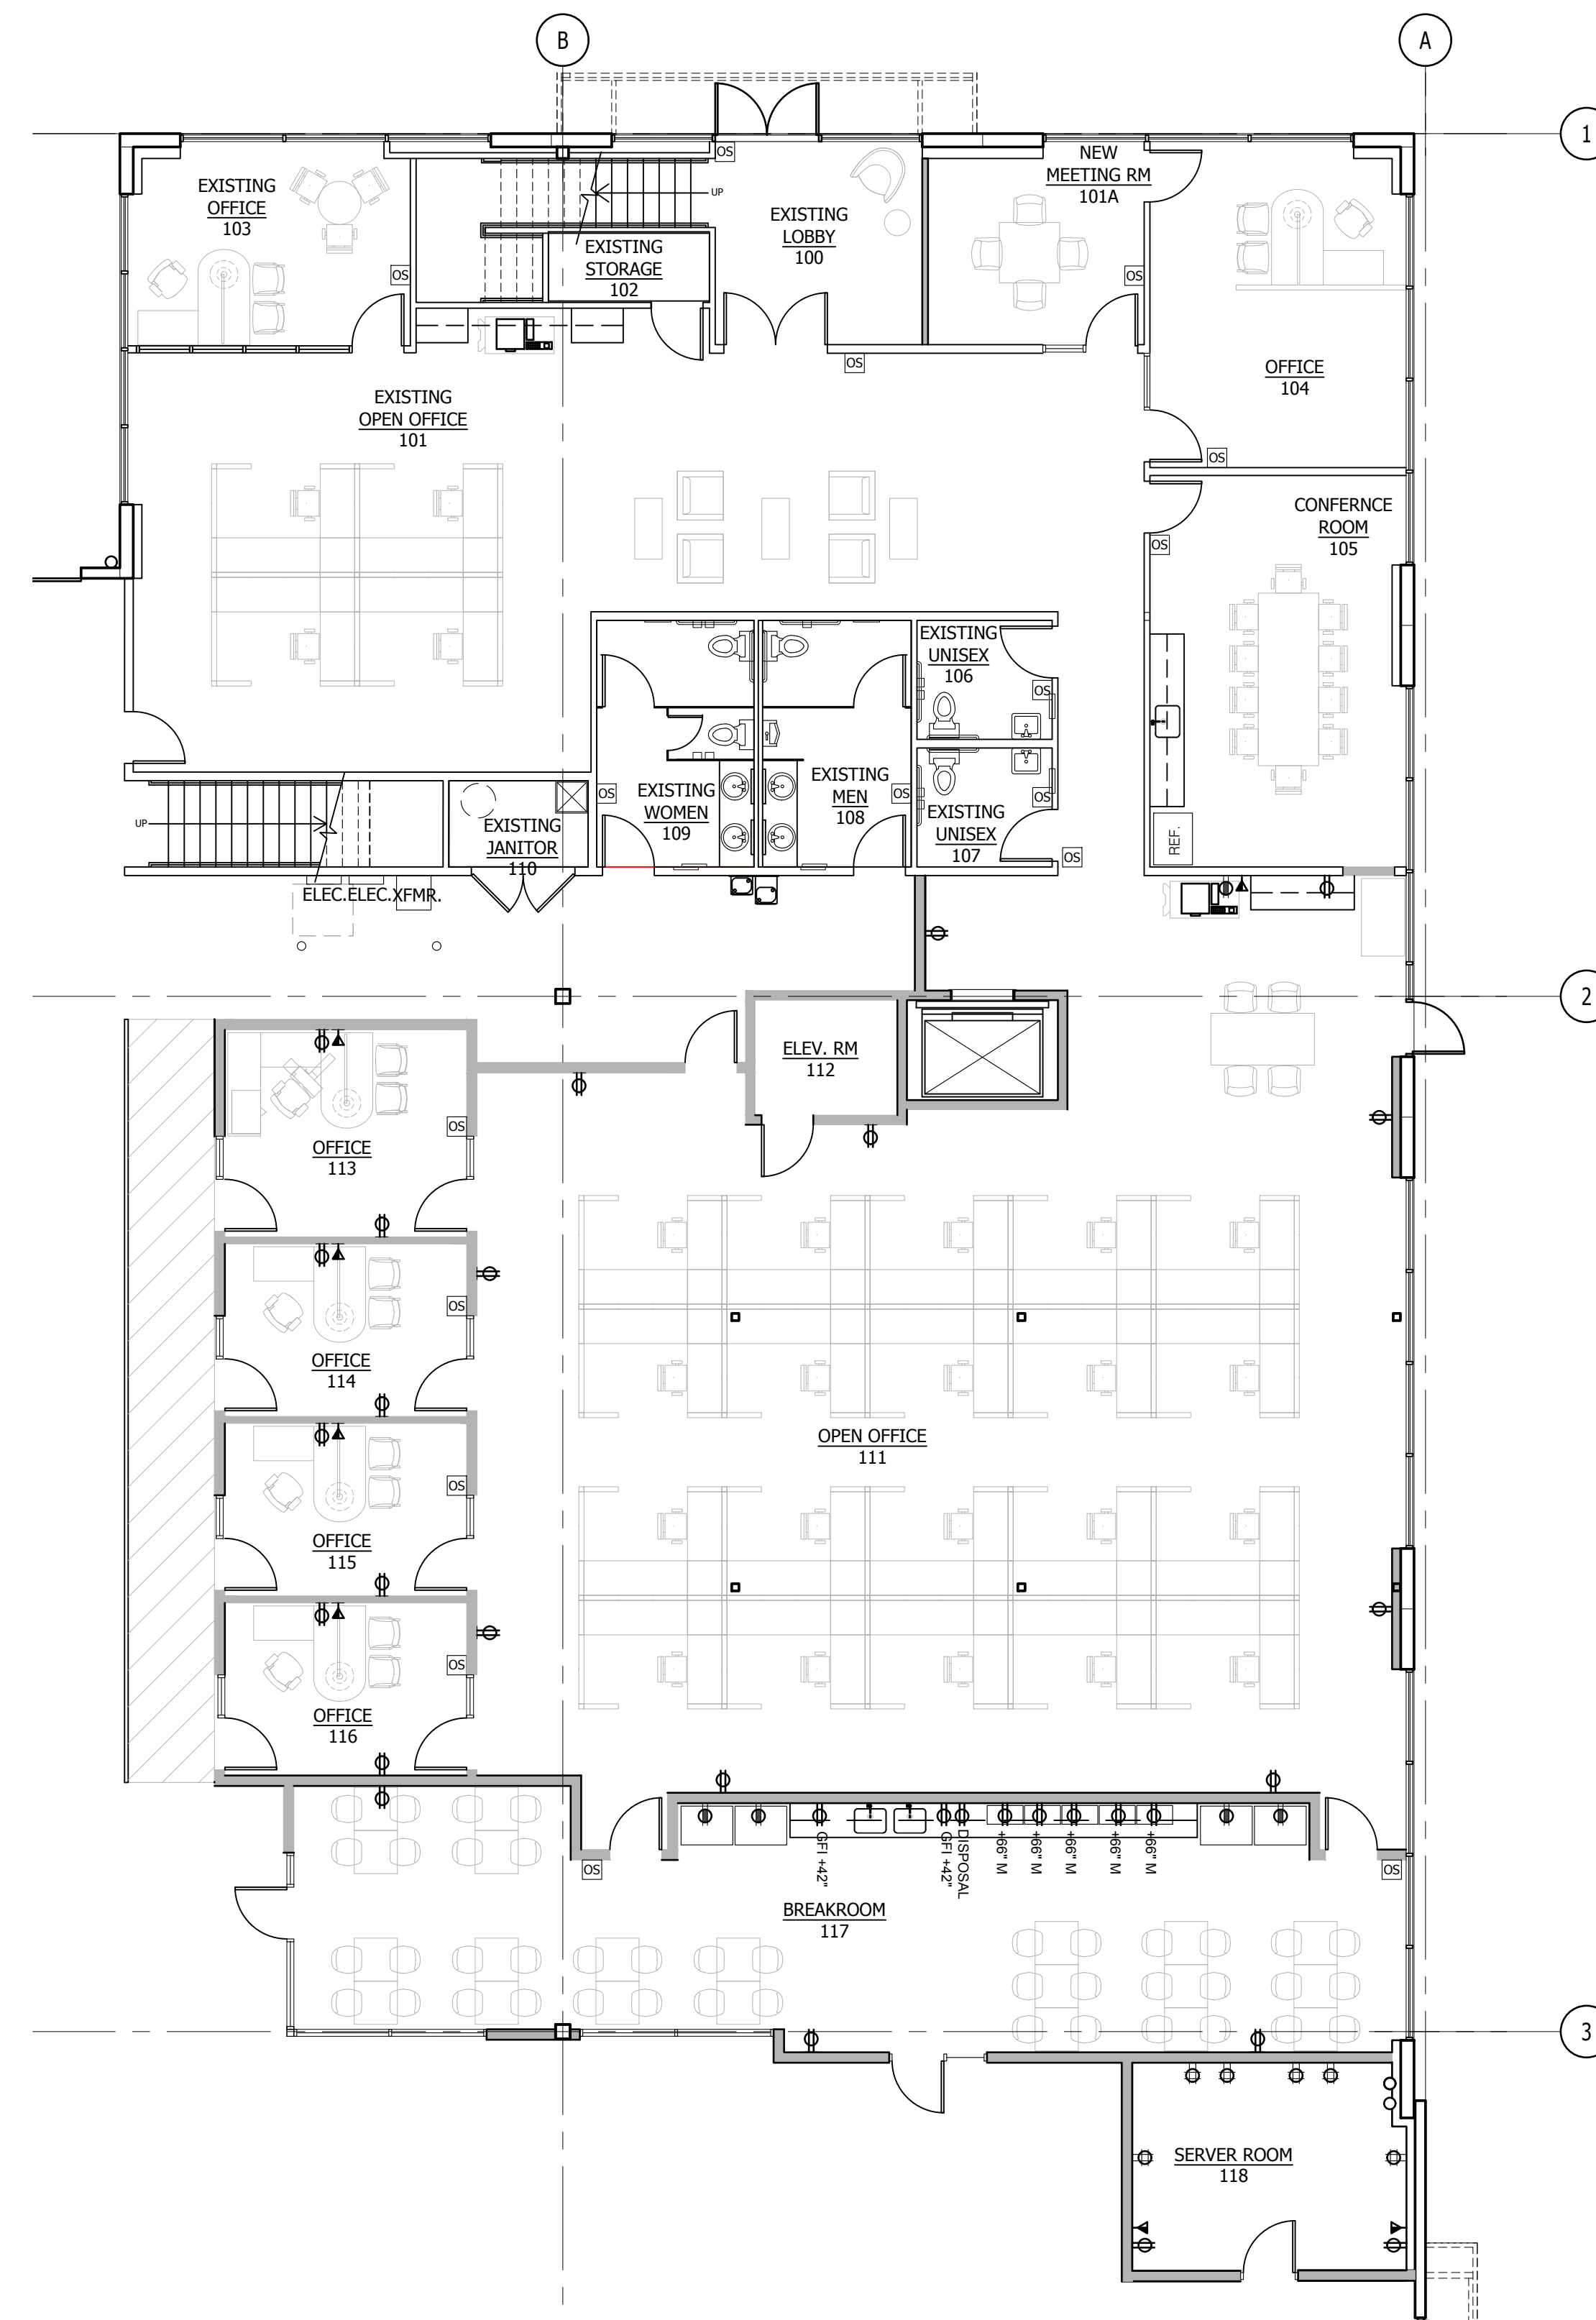 B
A
1
OS
NEW
MEETING RM
101A
EXISTING
OFFICE
103
UP
EXISTING
LOBBY
100
EXISTING
STORAGE
102
OS
OS
OS
OFFICE
104
EXISTING
OPEN OFFICE
101
OS
CONFERNCE
ROOM
105
OS
EXISTING
UNISEX
106
OS
EXISTING
WOMEN
109
OS
EXISTING
MEN
108
OS
EXISTING
UNISEX
107
OS
OS
UP
EXISTING
JANITOR
110
REF.
ELEC.ELEC.XFMR.
2
ELEV. RM
112
OS
OFFICE
113
OS
OFFICE
114
OPEN OFFICE
111
OS
OFFICE
115
OS
OFFICE
116
GFI +42"
GFI +42"
DISPOSAL
+66" M
+66" M
+66" M
+66" M
+66" M
OS
OS
BREAKROOM
117
3
SERVER ROOM
118